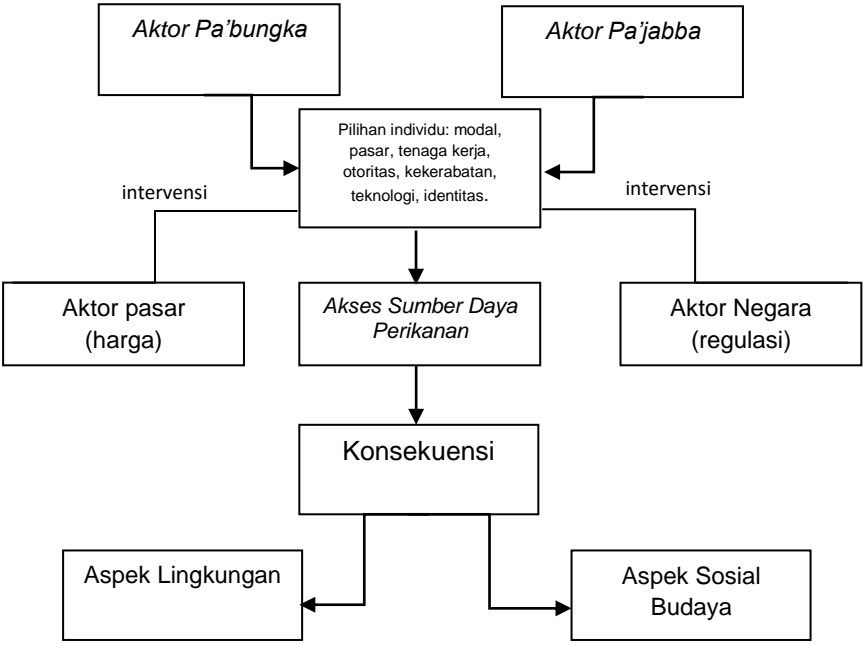 Aktor Pa’bungka
Aktor Pa’jabba
Pilihan individu: modal,
pasar, tenaga kerja,
otoritas, kekerabatan,
teknologi, identitas.
intervensi
intervensi
Aktor pasar
(harga)
Akses Sumber Daya
Perikanan
Aktor Negara
(regulasi)
Konsekuensi
Aspek Lingkungan
Aspek Sosial
Budaya